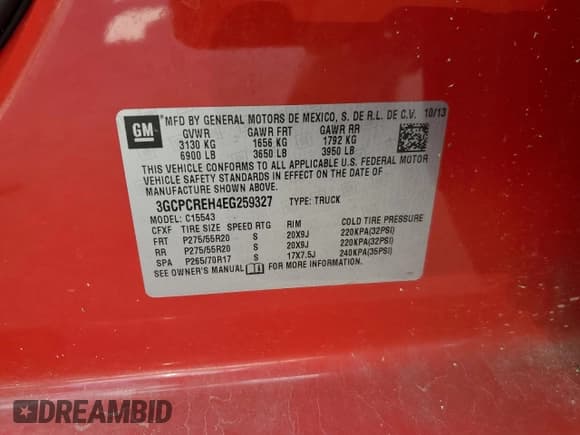 GM
MFD BY GENERAL MOTORS DE MEXICO, S. DE R.L. DE C.V. 10/13
GVWR GAWR FRT GAWR RR
3130 KG 1656 KG 1792 KG
6900 LB 3650 LB 3950 LB
THIS VEHICLE CONFORMS TO ALL APPLICABLE U.S. FEDERAL MOTOR
VEHICLE SAFETY STANDARDS IN EFFECT ON THE DATE OF
MANUFACTURE SHOWN ABOVE.
3GCPCREH4EG259327 TYPE: TRUCK
MODEL: C15543
CFXF TIRE SIZE SPEED RTG RIM COLD TIRE PRESSURE
FRT P275/55R20 S 20X9J 220KPA(32PSI)
RR P275/55R20 S 20X9J 220KPA(32PSI)
SPA P265/70R17 S 17X7.5J 240KPA(35PSI)
SEE OWNER'S MANUAL FOR MORE INFORMATION.
DREAMBID